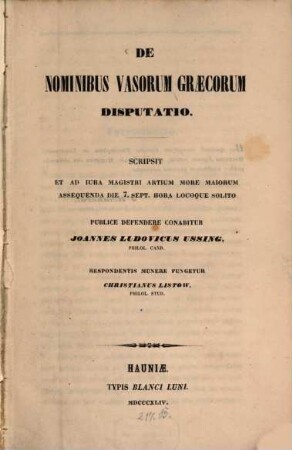 DE
NOMINIBUS VASORUM GRÆCORUM
DISPUTATIO.
SCRIPSIT
ET AD IURA MAGISTRI ARTIUM MORE MAIORUM
ASSEQUENDA DIE 7. SEPT. HORA LOCOQUE SOLITO
PUBLICE DEFENDERE CONABITUR
JOANNES LUDOVICUS USSING,
PHILOL. CAND.
RESPONDENTIS MUNERE FUNGETUR
CHRISTIANUS LISTOW,
PHILOL. STUD.
HAUNIÆ.
TYPIS BLANCI LUNI.
MDCCCXLIV.